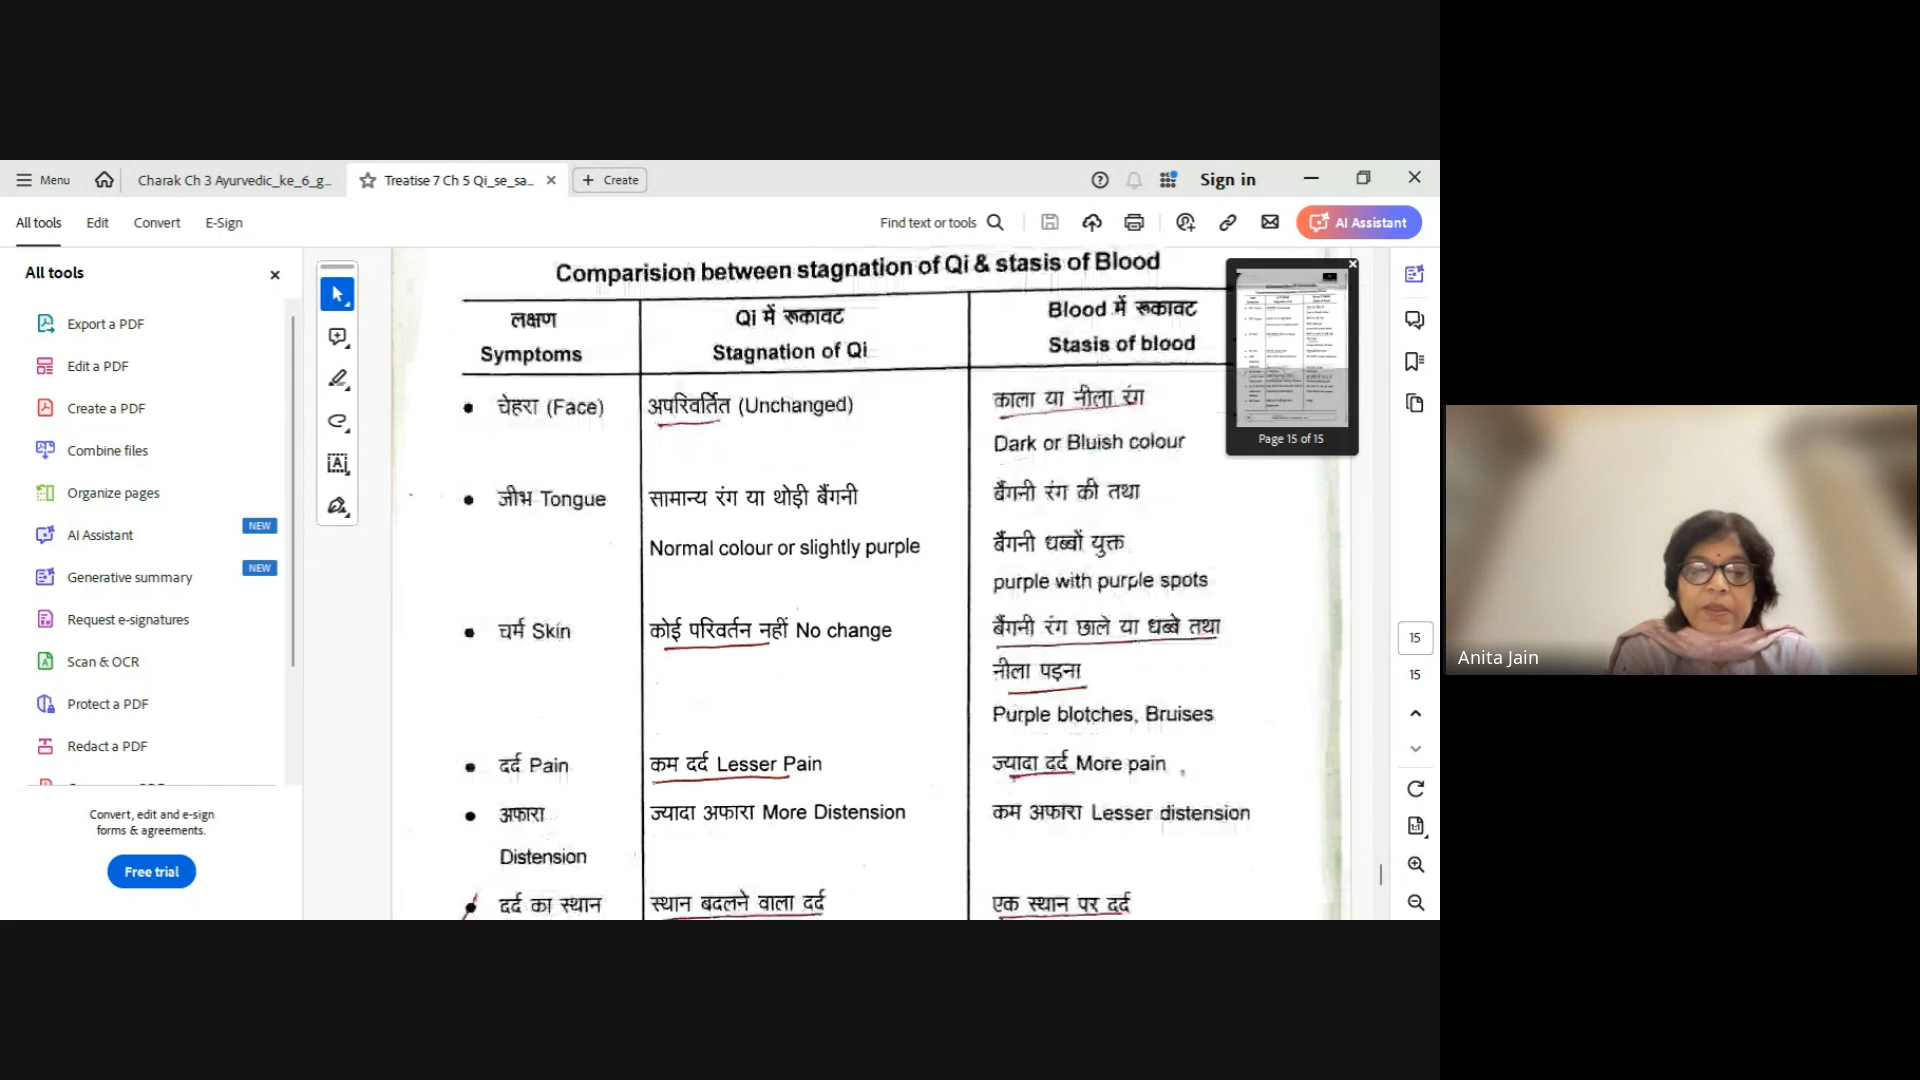 Menu
Charak Ch 3 Ayurvedic_ke_6_g...
Treatise 7 Ch 5 Qi_se_sa...
Create
Sign in
All tools
Edit
Convert
E-Sign
Find text or tools
AI Assistant
All tools
Export a PDF
Edit a PDF
Create a PDF
Combine files
Organize pages
AI Assistant
NEW
Generative summary
NEW
Request e-signatures
Scan & OCR
Protect a PDF
Redact a PDF
Convert, edit and e-sign
forms & agreements.
Free trial
Comparision between stagnation of Qi & stasis of Blood
लक्षण
Symptoms
Qi में रूकावट
Stagnation of Qi
Blood में रूकावट
Stasis of blood
• चेहरा (Face)
अपरिवर्तित (Unchanged)
काला या नीला रंग
Dark or Bluish colour
• जीभ Tongue
सामान्य रंग या थोड़ी बैंगनी
Normal colour or slightly purple
बैंगनी रंग की तथा
बैंगनी धब्बों युक्त
purple with purple spots
• चर्म Skin
कोई परिवर्तन नहीं No change
बैंगनी रंग छाले या धब्बे तथा
नीला पड़ना
Purple blotches, Bruises
• दर्द Pain
कम दर्द Lesser Pain
ज्यादा दर्द More pain
• अफारा
Distension
ज्यादा अफारा More Distension
कम अफारा Lesser distension
• दर्द का स्थान
स्थान बदलने वाला दर्द
एक स्थान पर दर्द
Page 15 of 15
15
15
Anita Jain